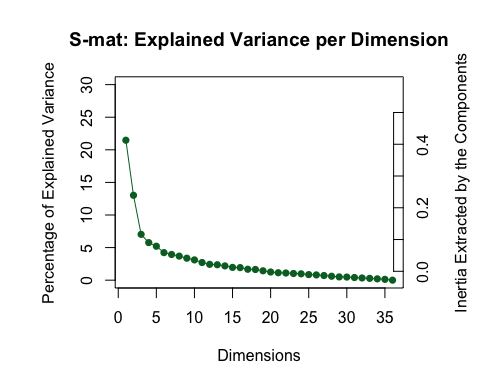 S-mat: Explained Variance per Dimension
Percentage of Explained Variance
30
25
20
15
10
5
0
0.4
0.2
0.0
Inertia Extracted by the Components
0 5 10 15 20 25 30 35
Dimensions